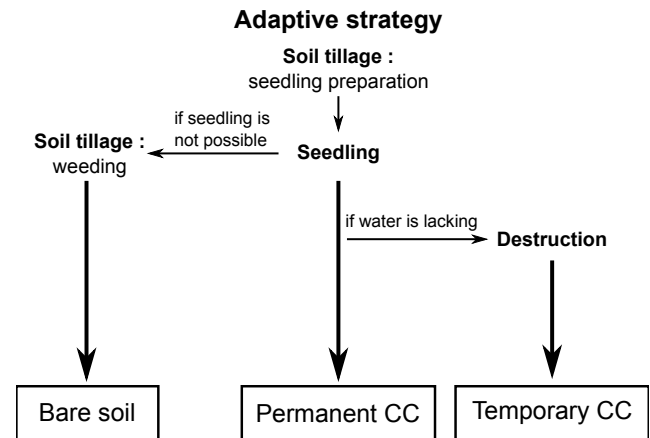 Adaptive strategy
Soil tillage :
seedling preparation
if seedling is
not possible
Soil tillage :
weeding
Seedling
if water is lacking
Destruction
Bare soil
Permanent CC
Temporary CC